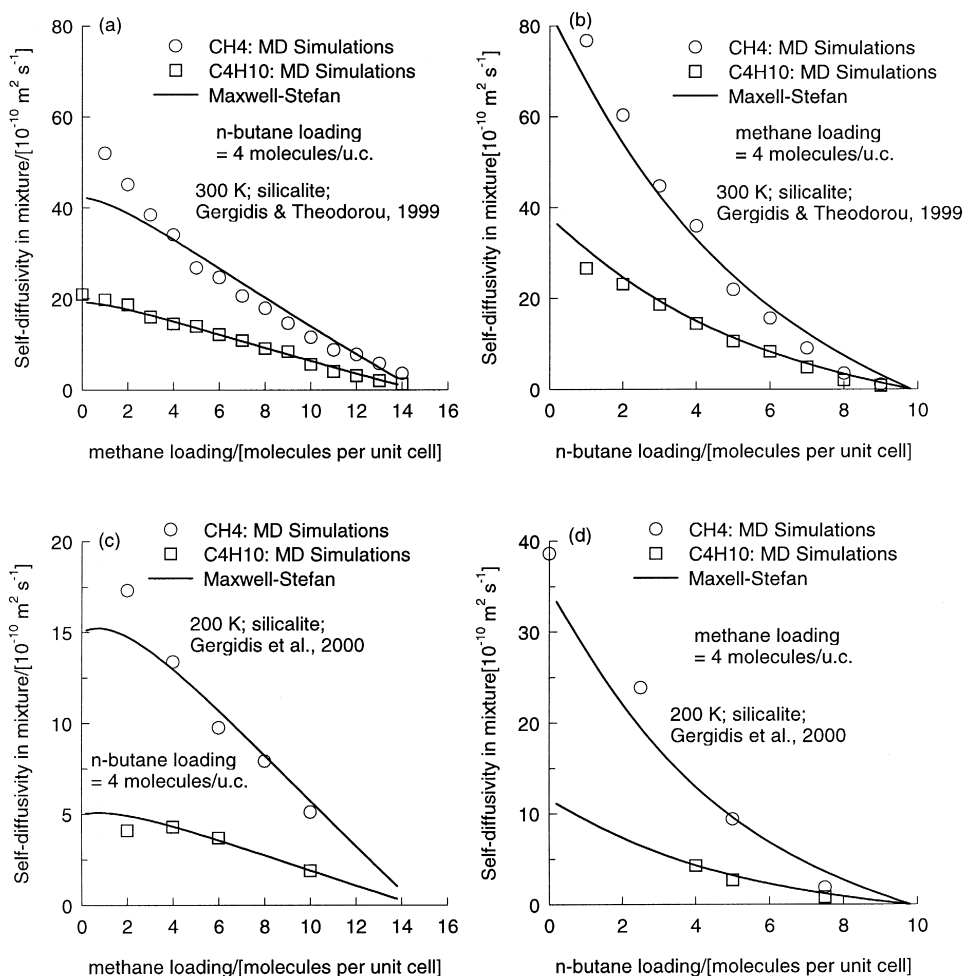 (a)
CH4: MD Simulations
C4H10: MD Simulations
Maxwell-Stefan
n-butane loading
= 4 molecules/u.c.
300 K; silicalite;
Gergidis & Theodorou, 1999
80
60
40
20
0
0 2 4 6 8 10 12 14 16
Self-diffusivity in mixture/[10⁻¹⁰ m² s⁻¹]
methane loading/[molecules per unit cell]
(b)
CH4: MD Simulations
C4H10: MD Simulations
Maxell-Stefan
methane loading
= 4 molecules/u.c.
300 K; silicalite;
Gergidis & Theodorou, 1999
80
60
40
20
0
0 2 4 6 8 10
Self-diffusivity in mixture[10⁻¹⁰ m² s⁻¹]
n-butane loading/[molecules per unit cell]
(c)
CH4: MD Simulations
C4H10: MD Simulations
Maxwell-Stefan
200 K; silicalite;
Gergidis et al., 2000
n-butane loading
= 4 molecules/u.c.
20
15
10
5
0
0 2 4 6 8 10 12 14 16
Self-diffusivity in mixture/[10⁻¹⁰ m² s⁻¹]
methane loading/[molecules per unit cell]
(d)
CH4: MD Simulations
C4H10: MD Simulations
Maxell-Stefan
methane loading
= 4 molecules/u.c.
200 K; silicalite;
Gergidis et al., 2000
40
30
20
10
0
0 2 4 6 8 10
Self-diffusivity in mixture[10⁻¹⁰ m² s⁻¹]
n-butane loading/[molecules per unit cell]